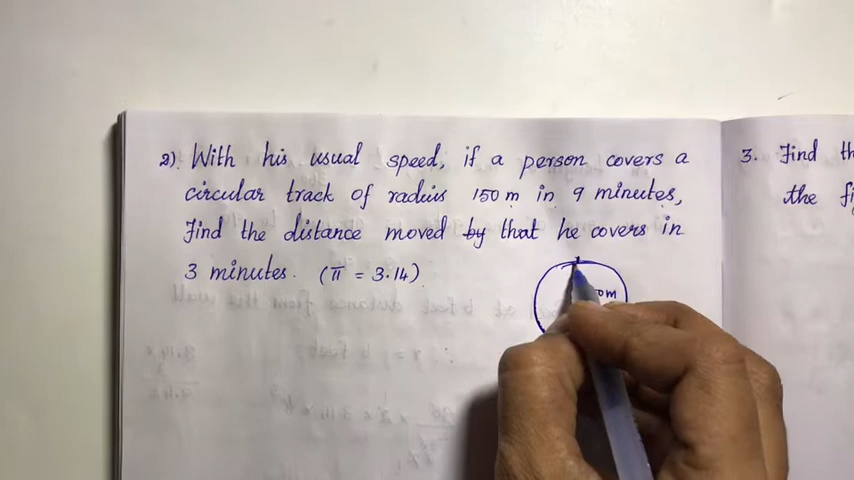 2). With his usual speed, if a person covers a
circular track of radius 150 m in 9 minutes,
Find the distance moved by that he covers in
3 minutes. (π = 3.14)
3. Find th
the fi